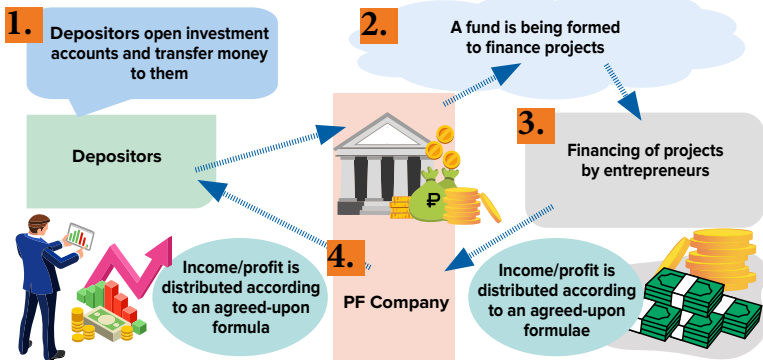 1.
Depositors open investment
accounts and transfer money
to them
2.
A fund is being formed
to finance projects
Depositors
3.
Financing of projects
by entrepreneurs
₽
4.
Income/profit is
distributed according
to an agreed-upon
formula
PF Company
Income/profit is
distributed according
to an agreed-upon
formulae